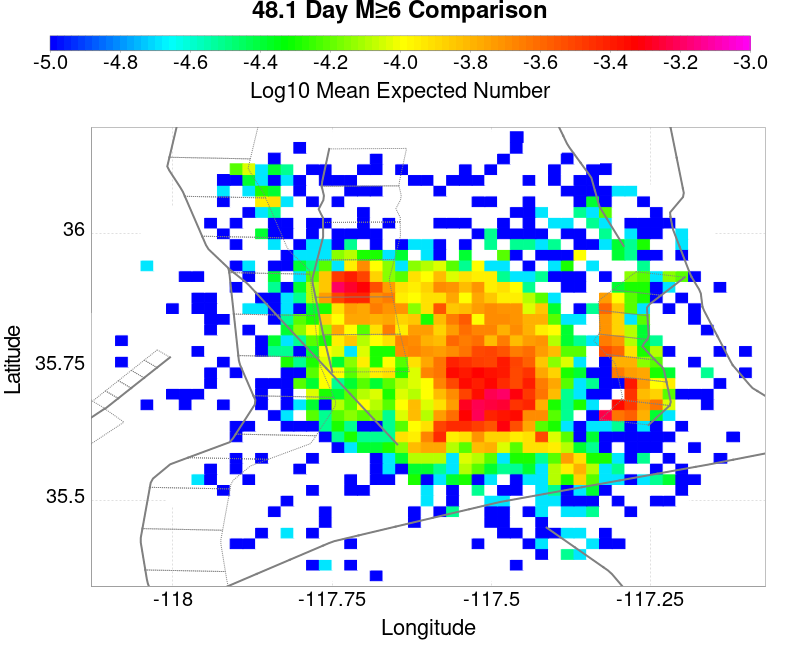 48.1 Day M≥6 Comparison
-5.0 -4.8 -4.6 -4.4 -4.2 -4.0 -3.8 -3.6 -3.4 -3.2 -3.0
Log10 Mean Expected Number
36
35.75
35.5
Latitude
-118 -117.75 -117.5 -117.25
Longitude